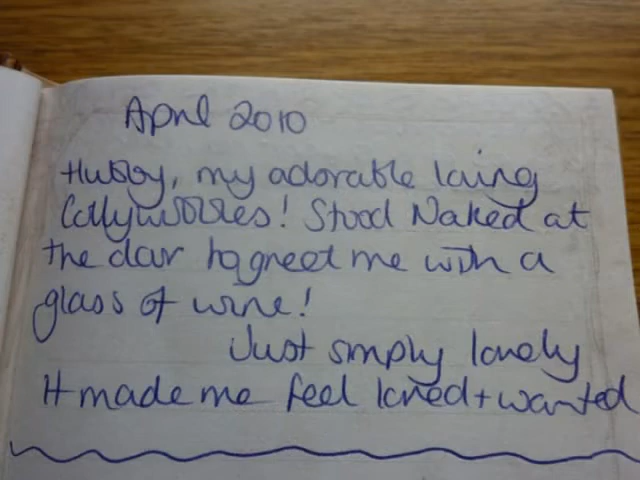 April 2010
Hubby, my adorable loving
Collywobbles! Stood Naked at
the door to greet me with a
glass of wine!
Just simply lovely
It made me feel loved + wanted